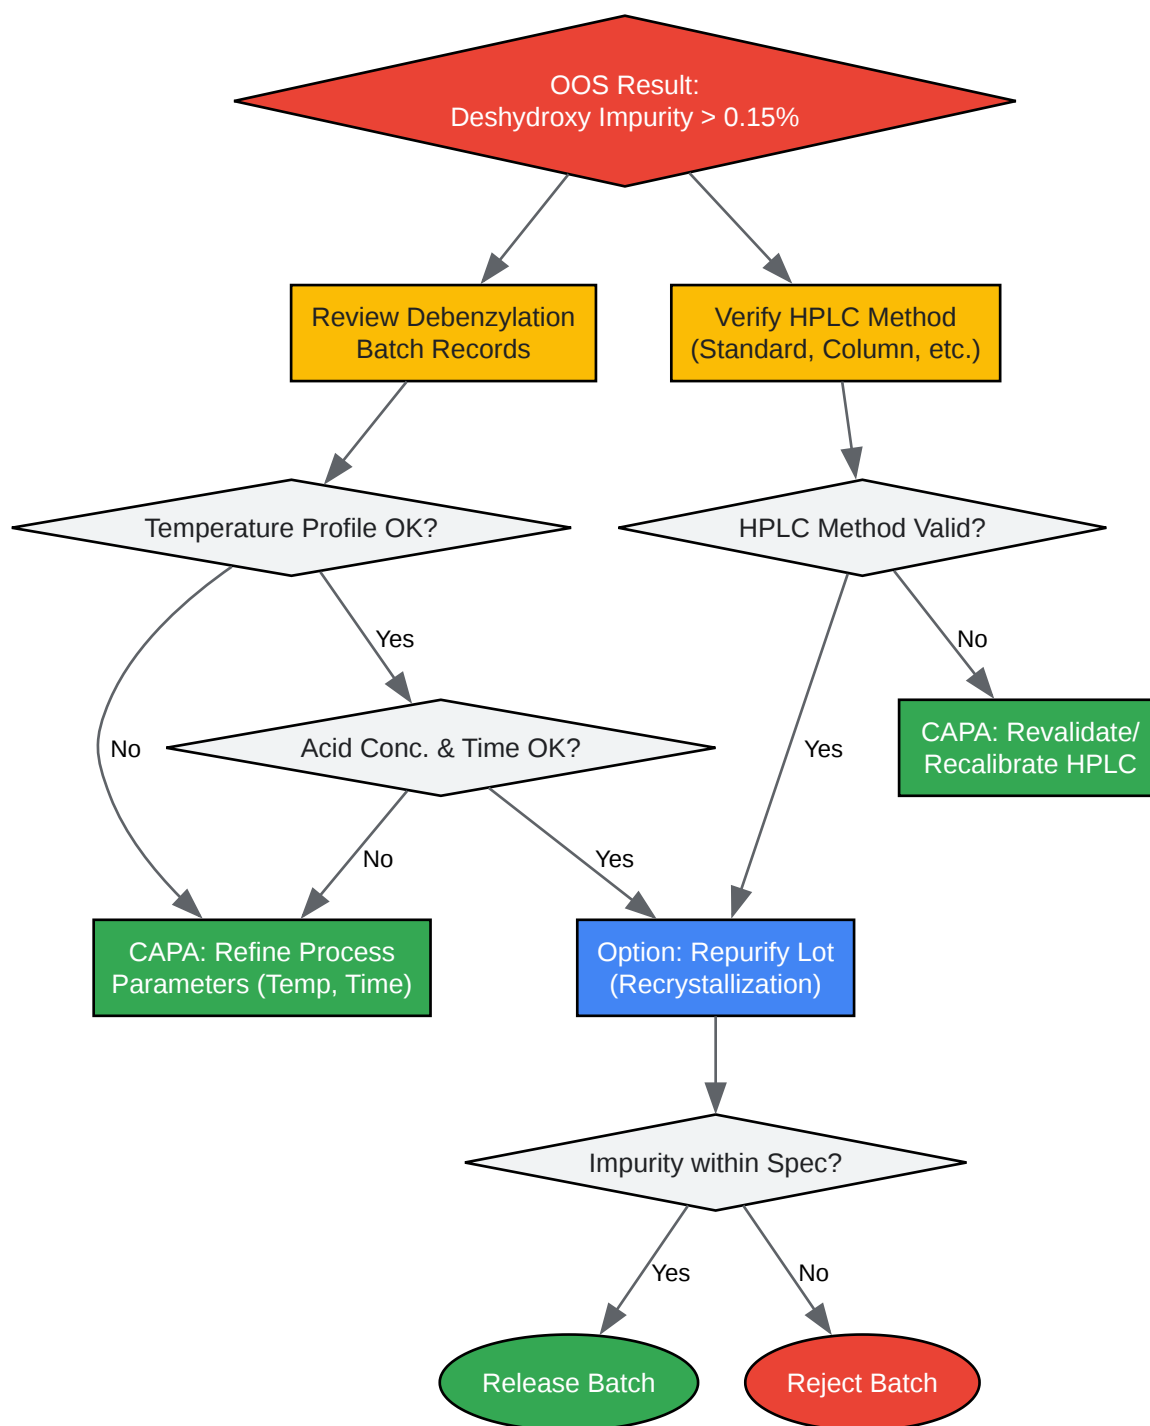 OOS Result:
Deshydroxy Impurity > 0.15%
Review Debenzylation
Batch Records
Verify HPLC Method
(Standard, Column, etc.)
Temperature Profile OK?
HPLC Method Valid?
Yes
No
No
Acid Conc. & Time OK?
Yes
CAPA: Revalidate/
Recalibrate HPLC
No
Yes
CAPA: Refine Process
Parameters (Temp, Time)
Option: Repurify Lot
(Recrystallization)
Impurity within Spec?
Yes
No
Release Batch
Reject Batch